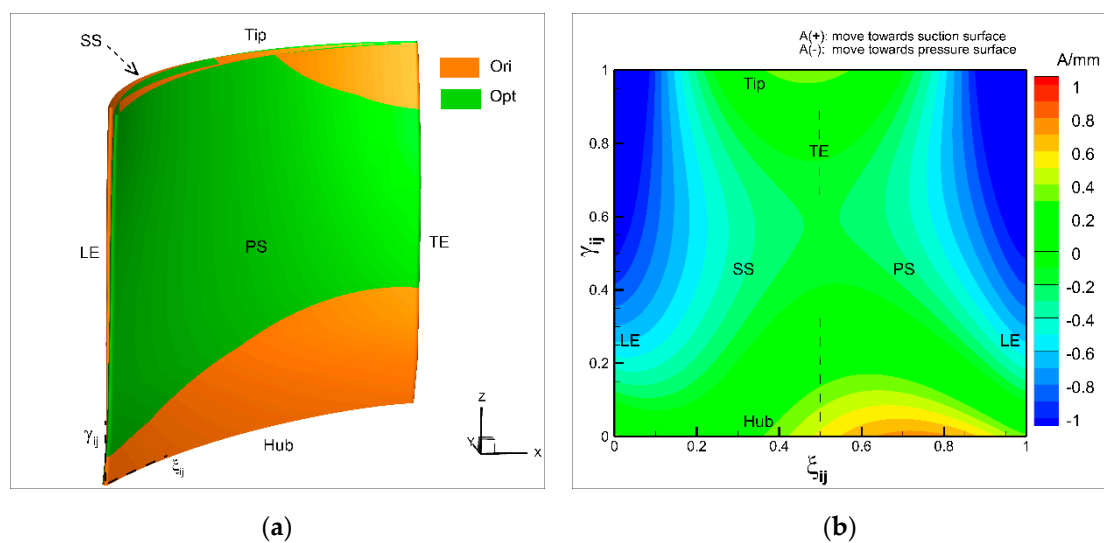 SS
Tip
Ori
Opt
LE
PS
TE
Hub
γij
ξij
Z
Y
X
(a)
A(+): move towards suction surface
A(-): move towards pressure surface
A/mm
1
0.8
0.6
0.4
0.2
0
-0.2
-0.4
-0.6
-0.8
-1
Tip
TE
SS
PS
LE
LE
Hub
γij
1
0.8
0.6
0.4
0.2
0
0
0.2
0.4
0.6
0.8
1
ξij
(b)